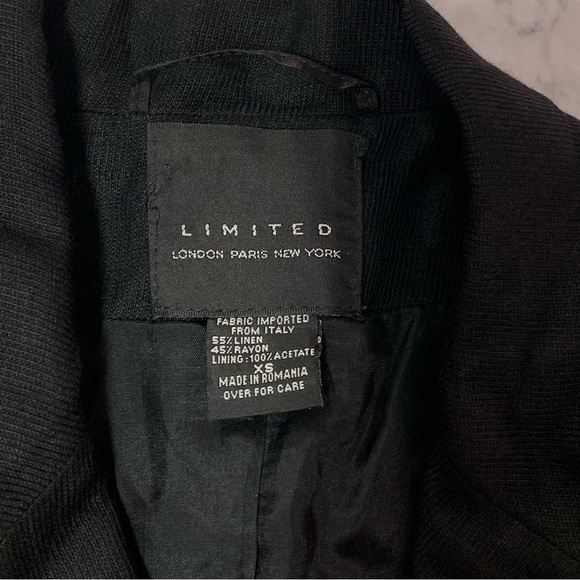 LIMITED
LONDON PARIS NEW YORK
FABRIC IMPORTED
FROM ITALY
55% LINEN
45% RAYON
LINING: 100% ACETATE
XS
MADE IN ROMANIA
OVER FOR CARE